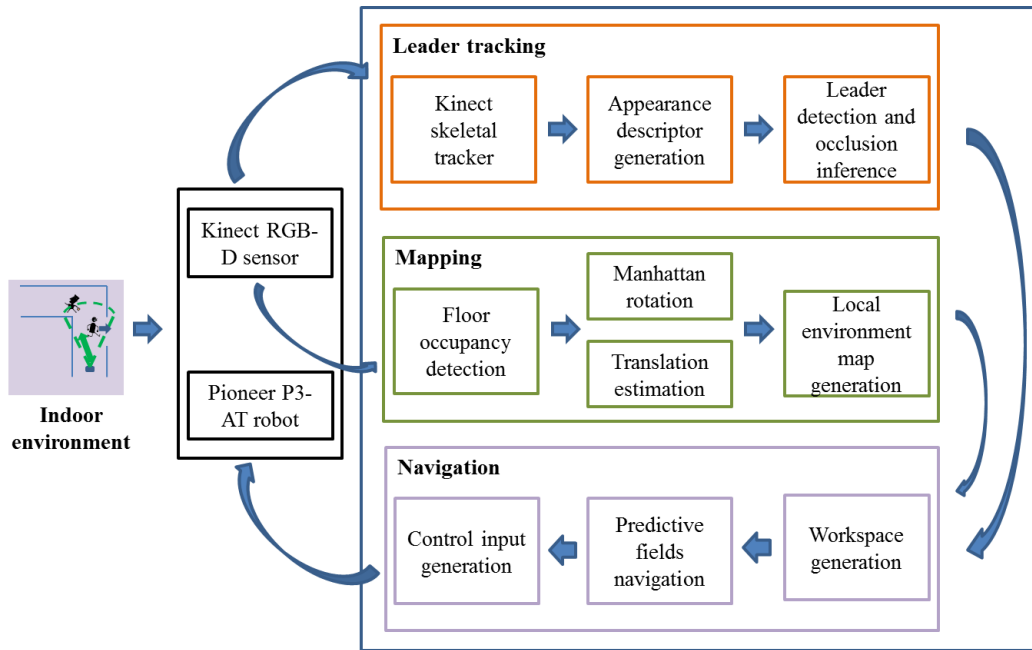 Leader tracking
Kinect
skeletal
tracker
Appearance
descriptor
generation
Leader
detection and
occlusion
inference
Kinect RGB-
D sensor
Pioneer P3-
AT robot
Indoor
environment
Mapping
Floor
occupancy
detection
Manhattan
rotation
Translation
estimation
Local
environment
map
generation
Navigation
Control input
generation
Predictive
fields
navigation
Workspace
generation